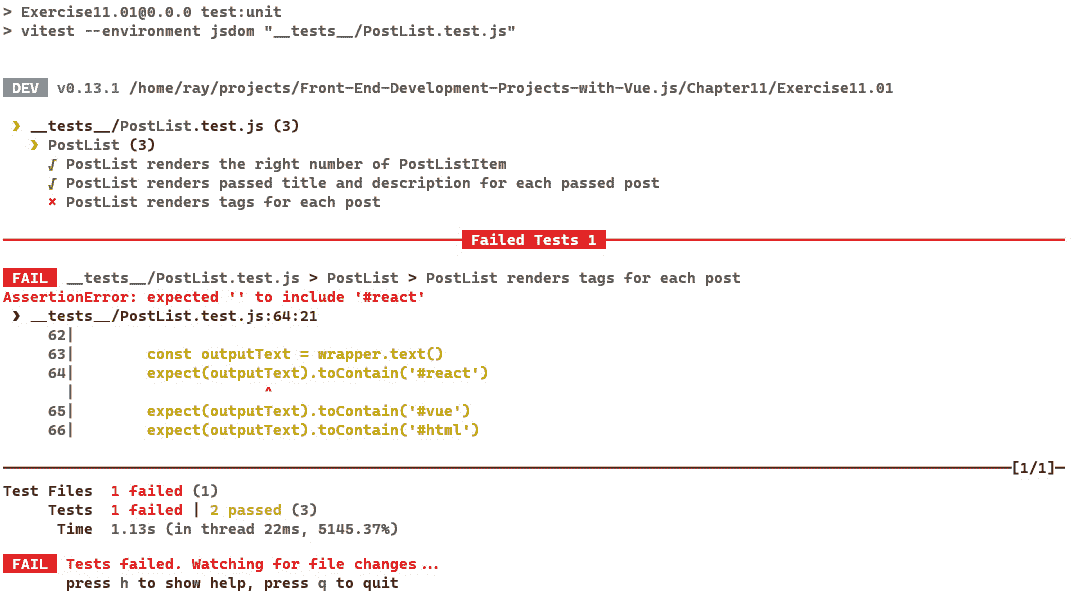 > Exercise11.01@0.0.0 test:unit
> vitest --environment jsdom "__tests__/PostList.test.js"
DEV v0.13.1 /home/ray/projects/Front-End-Development-Projects-with-Vue.js/Chapter11/Exercise11.01
❯ __tests__/PostList.test.js (3)
❯ PostList (3)
√ PostList renders the right number of PostListItem
√ PostList renders passed title and description for each passed post
× PostList renders tags for each post
Failed Tests 1
FAIL __tests__/PostList.test.js > PostList > PostList renders tags for each post
AssertionError: expected '' to include '#react'
❯ __tests__/PostList.test.js:64:21
62|
63| const outputText = wrapper.text()
64| expect(outputText).toContain('#react')
| ^
65| expect(outputText).toContain('#vue')
66| expect(outputText).toContain('#html')
[1/1]
Test Files 1 failed (1)
Tests 1 failed | 2 passed (3)
Time 1.13s (in thread 22ms, 5145.37%)
FAIL Tests failed. Watching for file changes...
press h to show help, press q to quit